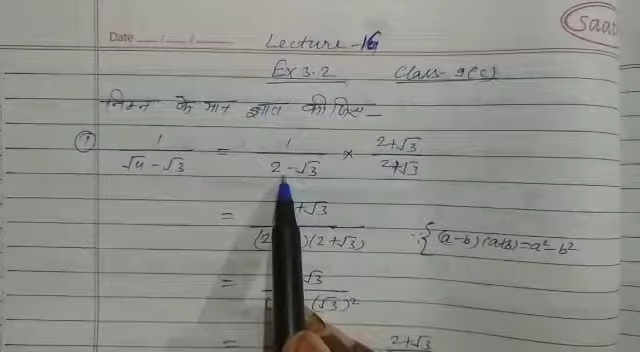 Saat
Date
Lecture -16
Ex 3.2 Class-9(c)
निम्न के मान ज्ञात कीजिए-
① 1/(√4 - √3) = 1/(2 - √3) × (2+√3)/(2+√3)
= + √3 / (2 )(2+√3) ∵ { (a-b)(a+b) = a² - b²
= √3 / (√3)²
= 2+√3